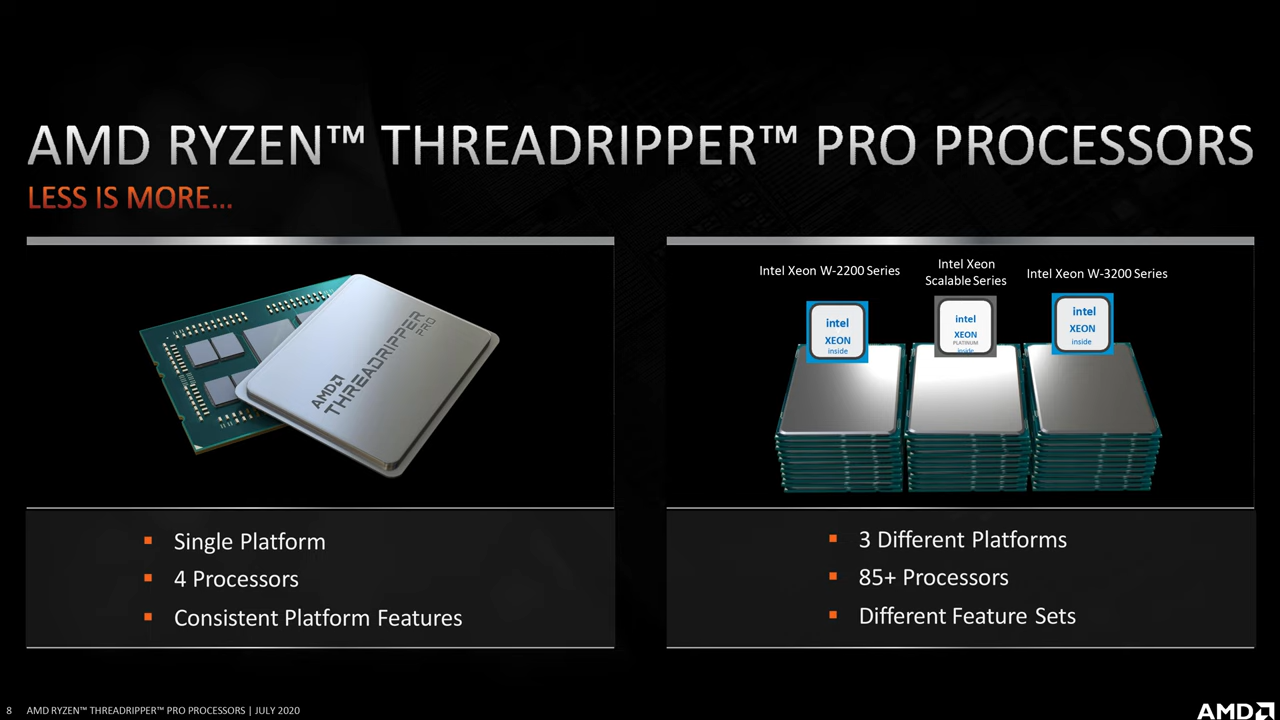 AMD RYZEN™ THREADRIPPER™ PRO PROCESSORS
LESS IS MORE...
AMD
THREADRIPPER
PRO
Single Platform
4 Processors
Consistent Platform Features
Intel Xeon W-2200 Series
Intel Xeon
Scalable Series
Intel Xeon W-3200 Series
intel
XEON
inside
intel
XEON
PLATINUM
inside
intel
XEON
inside
3 Different Platforms
85+ Processors
Different Feature Sets
8 AMD RYZEN™ THREADRIPPER™ PRO PROCESSORS | JULY 2020
AMD